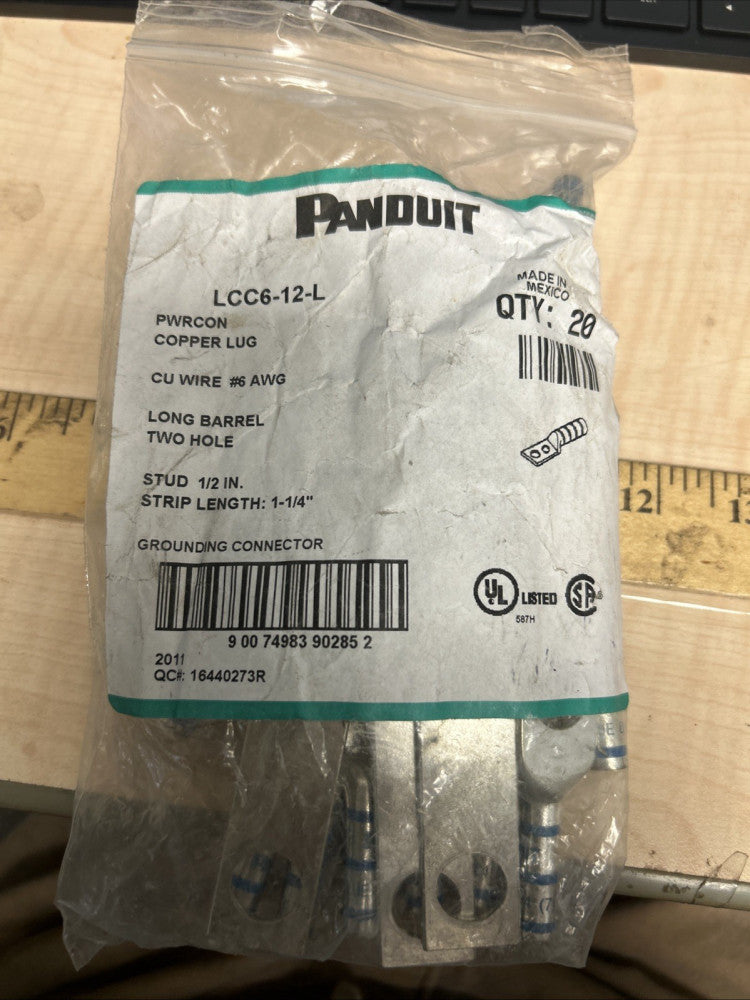 PANDUIT
LCC6-12-L
MADE IN
MEXICO
QTY: 20
PWRCON
COPPER LUG
CU WIRE #6 AWG
LONG BARREL
TWO HOLE
STUD 1/2 IN.
STRIP LENGTH: 1-1/4"
GROUNDING CONNECTOR
UL LISTED SA
587H
9 00 74983 90285 2
2011
QC#: 16440273R
12